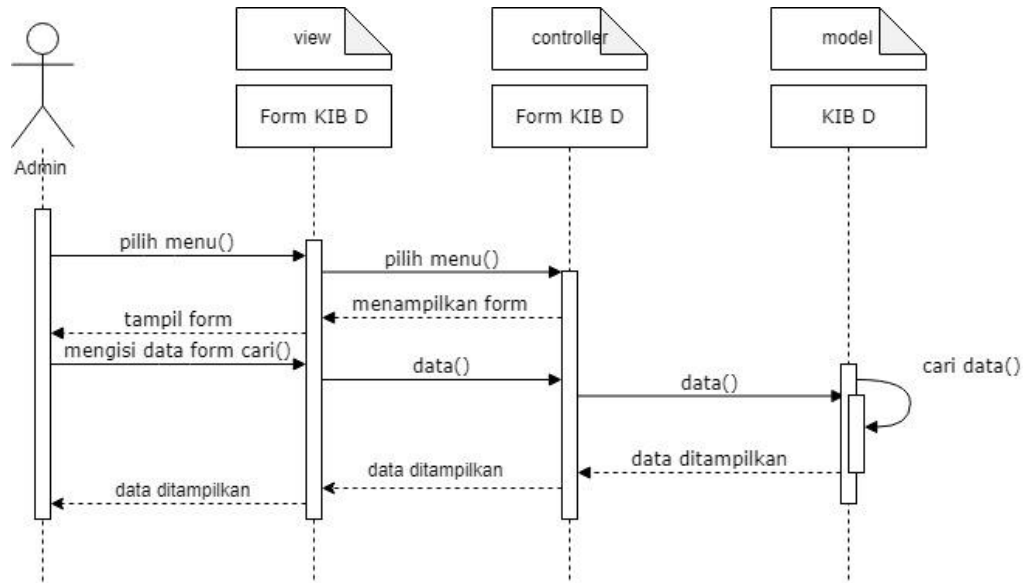 view
controller
model
Form KIB D
Form KIB D
KIB D
Admin
pilih menu()
pilih menu()
menampilkan form
tampil form
mengisi data form cari()
data()
cari data()
data()
data ditampilkan
data ditampilkan
data ditampilkan